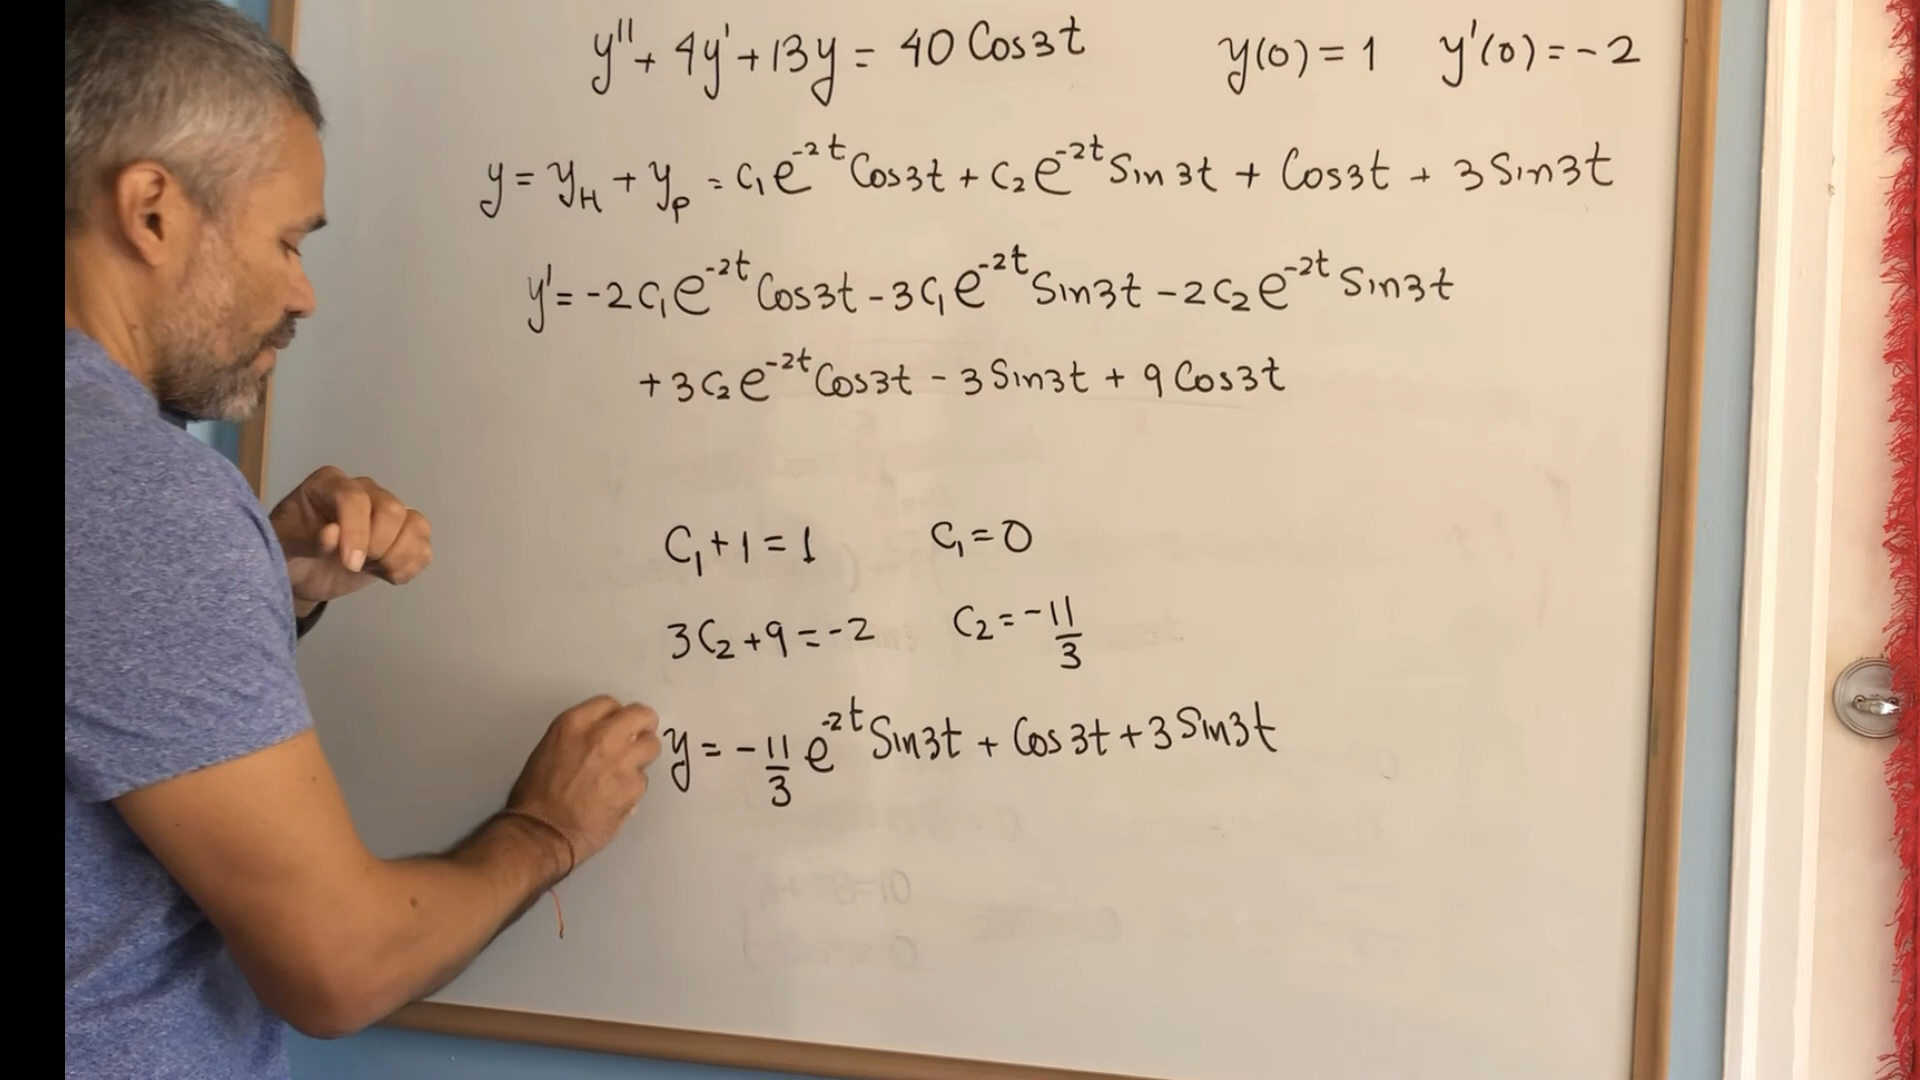 y''+ 4y'+13y = 40 Cos3t y(0) = 1 y'(0) = -2
y = y_H + y_p = c₁e^-2t Cos3t + c₂e^-2t Sin3t + Cos3t + 3Sin3t
y' = -2c₁e^-2t Cos3t - 3c₁e^-2t Sin3t - 2c₂e^-2t Sin3t
+ 3c₂e^-2t Cos3t - 3Sin3t + 9Cos3t
C₁+1 = 1 C₁ = 0
3C₂+9 = -2 C₂ = -11/3
y = -11/3 e^-2t Sin3t + Cos3t + 3Sin3t